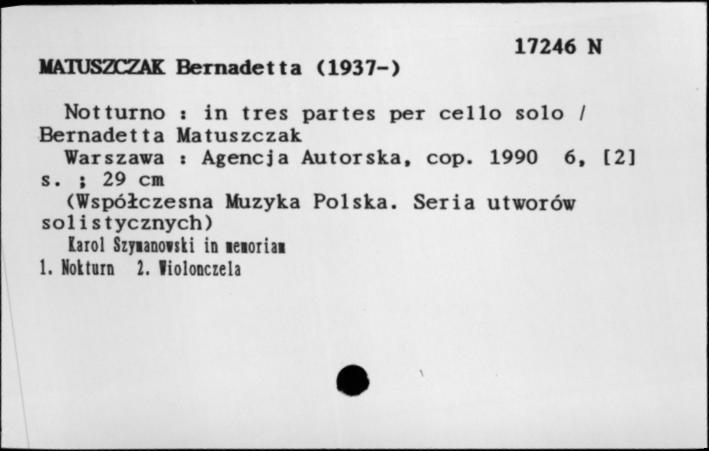 17246 N
MATUSZCZAK Bernadetta (1937-)
Notturno : in tres partes per cello solo /
Bernadetta Matuszczak
Warszawa : Agencja Autorska, cop. 1990 6, [2]
s. ; 29 cm
(Współczesna Muzyka Polska. Seria utworów
solistycznych)
Karol Szymanowski in memoriam
1. Nokturn 2. Wiolonczela